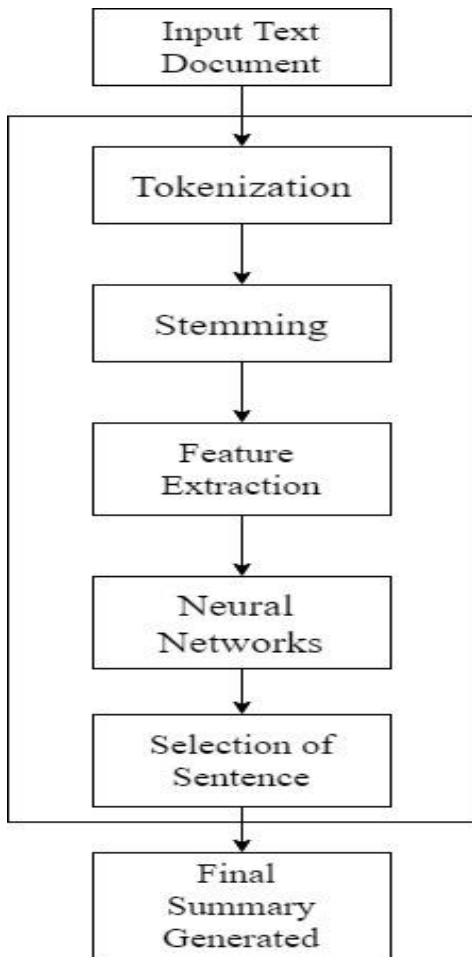 Input Text
Document
Tokenization
Stemming
Feature
Extraction
Neural
Networks
Selection of
Sentence
Final
Summary
Generated